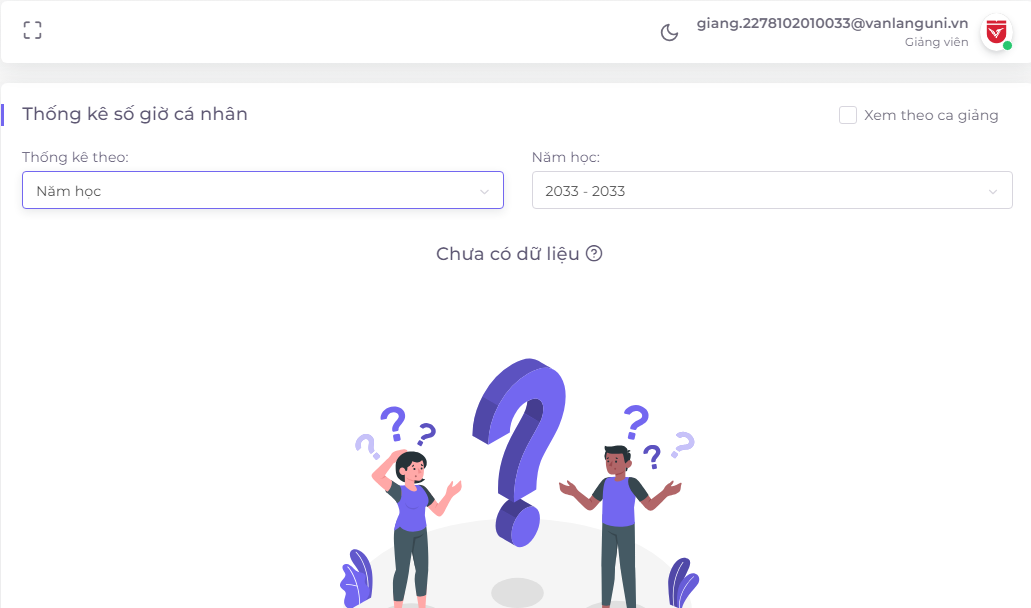 giang.2278102010033@vanlanguni.vn
Giảng viên
Thống kê số giờ cá nhân
Xem theo ca giảng
Thống kê theo:
Năm học:
Năm học
2033 - 2033
Chưa có dữ liệu